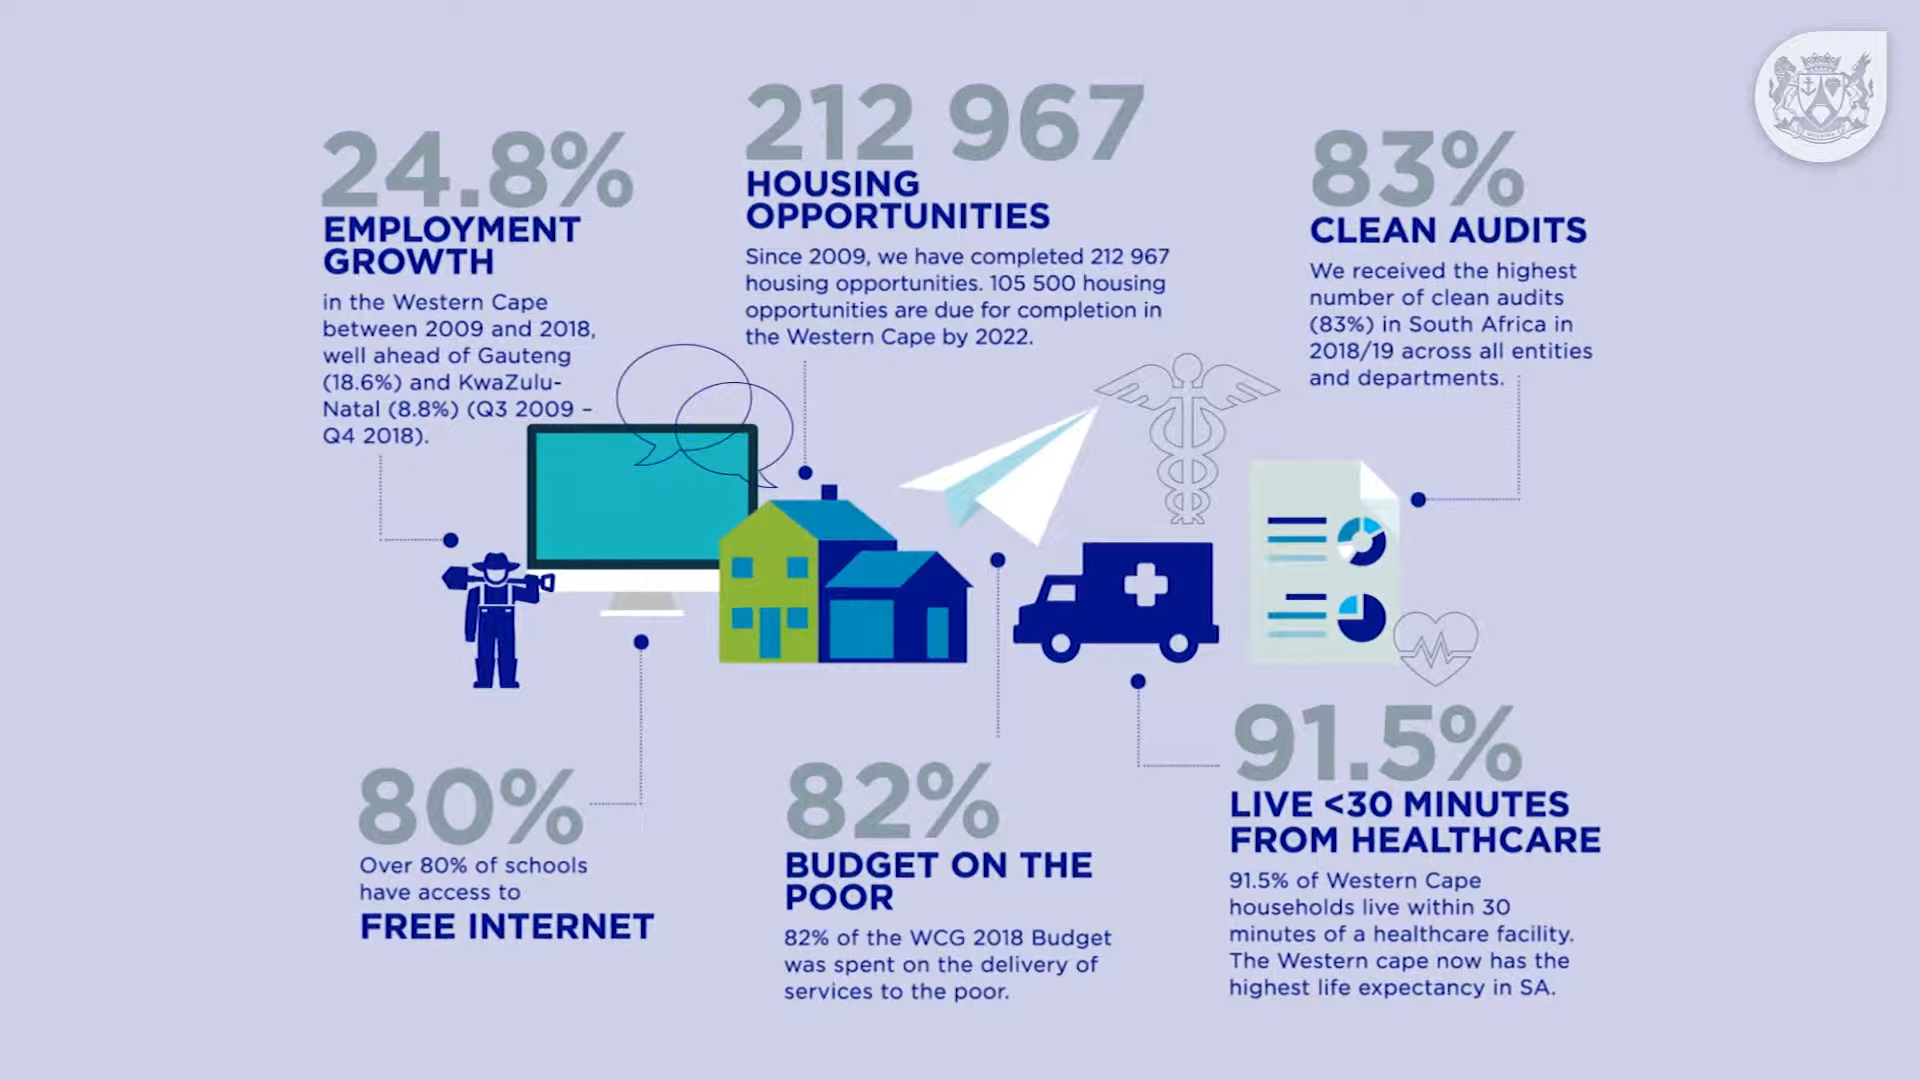 24.8%
EMPLOYMENT
GROWTH
in the Western Cape
between 2009 and 2018,
well ahead of Gauteng
(18.6%) and KwaZulu-
Natal (8.8%) (Q3 2009 –
Q4 2018).
212 967
HOUSING
OPPORTUNITIES
Since 2009, we have completed 212 967
housing opportunities. 105 500 housing
opportunities are due for completion in
the Western Cape by 2022.
83%
CLEAN AUDITS
We received the highest
number of clean audits
(83%) in South Africa in
2018/19 across all entities
and departments.
80%
Over 80% of schools
have access to
FREE INTERNET
82%
BUDGET ON THE
POOR
82% of the WCG 2018 Budget
was spent on the delivery of
services to the poor.
91.5%
LIVE <30 MINUTES
FROM HEALTHCARE
91.5% of Western Cape
households live within 30
minutes of a healthcare facility.
The Western cape now has the
highest life expectancy in SA.